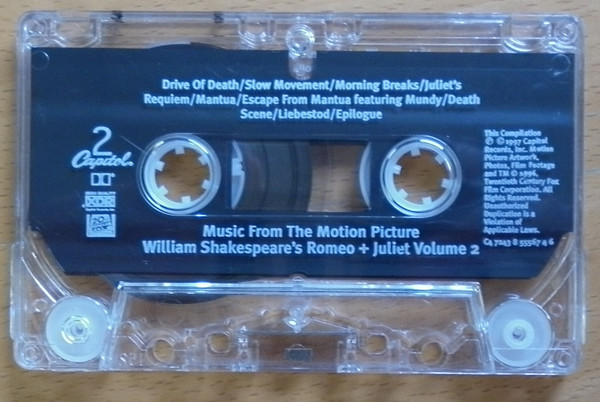 Drive Of Death/Slow Movement/Morning Breaks/Juliet's
Requiem/Mantua/Escape From Mantua featuring Mundy/Death
Scene/Liebestod/Epilogue
2
Capitol.
XDR
This Compilation
℗ © 1997 Capitol
Records, Inc. Motion
Picture Artwork,
Photos, Film Footage
and TM © 1996,
Twentieth Century Fox
Film Corporation. All
Rights Reserved.
Unauthorized
Duplication is a
Violation of
Applicable Laws.
C4 7243 8 55567 4 6
Music From The Motion Picture
William Shakespeare's Romeo + Juliet Volume 2